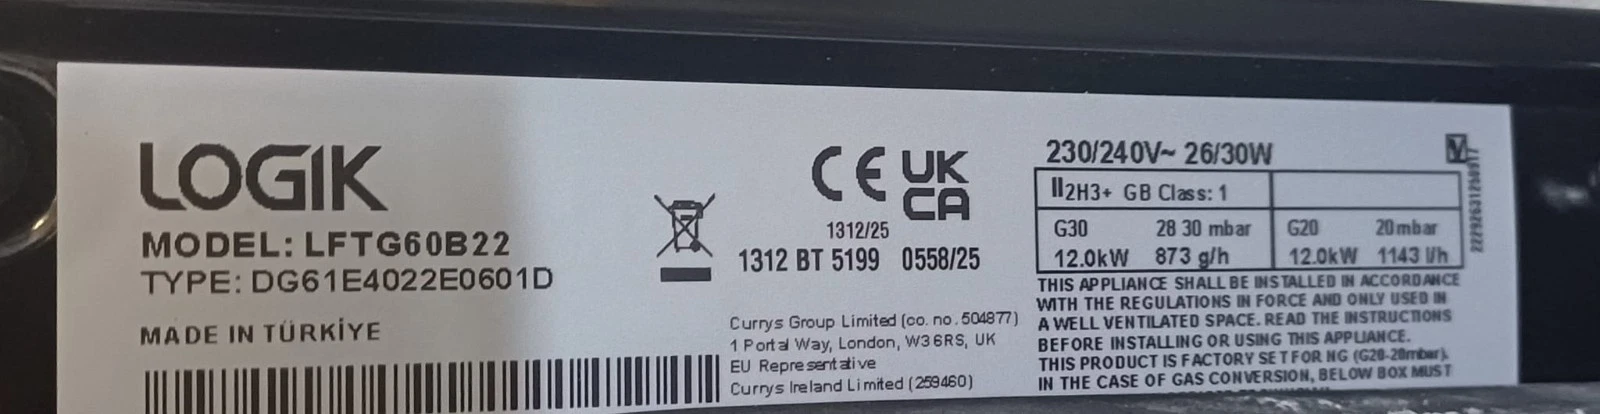 LOGIK
MODEL: LFTG60B22
TYPE: DG61E4022E0601D
MADE IN TÜRKİYE
CE UK CA
1312/25
1312 BT 5199 0558/25
Currys Group Limited (co. no. 504877)
1 Portal Way, London, W3 6RS, UK
EU Representative
Currys Ireland Limited (259460)
230/240V~ 26/30W
II2H3+ GB Class: 1
G30 28 30 mbar
12.0kW 873 g/h
G20 20mbar
12.0kW 1143 l/h
THIS APPLIANCE SHALL BE INSTALLED IN ACCORDANCE
WITH THE REGULATIONS IN FORCE AND ONLY USED IN
A WELL VENTILATED SPACE. READ THE INSTRUCTIONS
BEFORE INSTALLING OR USING THIS APPLIANCE.
THIS PRODUCT IS FACTORY SET FOR NG (G20-20mbar).
IN THE CASE OF GAS CONVERSION, BELOW BOX MUST